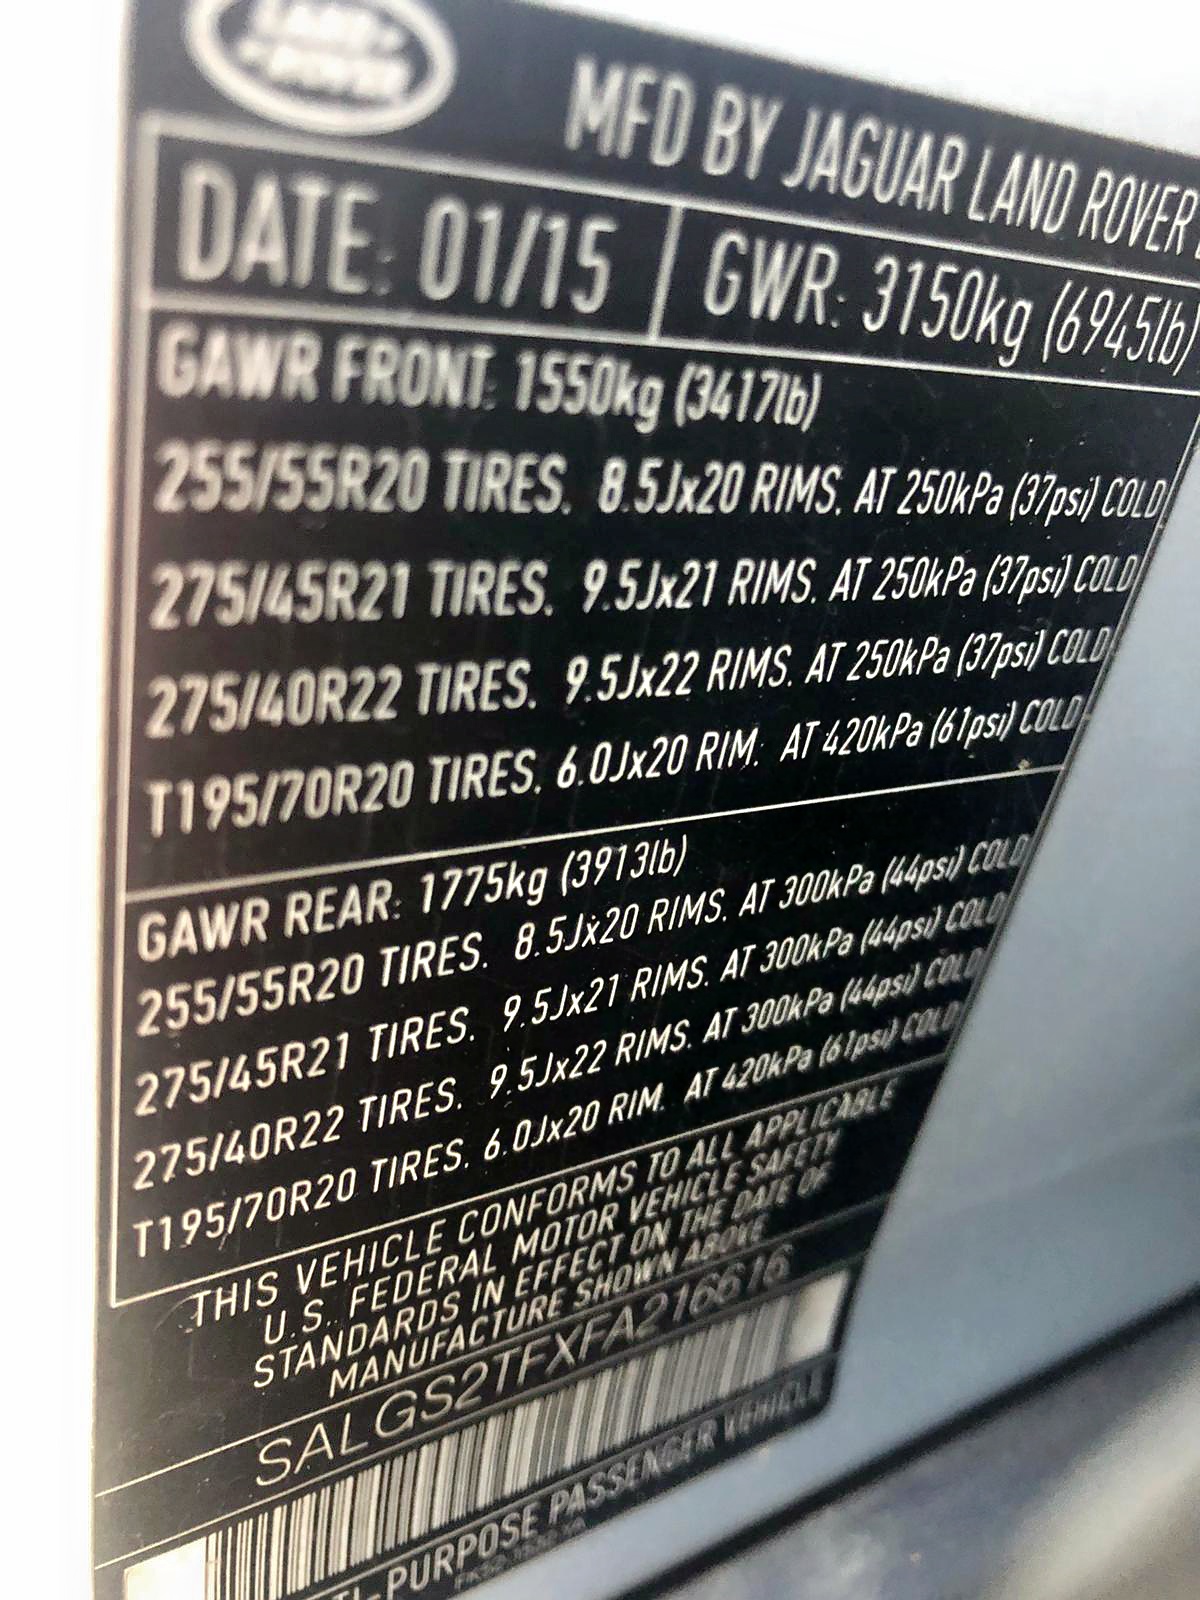 LAND ROVER
MFD BY JAGUAR LAND ROVER
DATE: 01/15 GWR: 3150kg (6945lb)
GAWR FRONT: 1550kg (3417lb)
255/55R20 TIRES. 8.5Jx20 RIMS. AT 250kPa (37psi) COLD
275/45R21 TIRES. 9.5Jx21 RIMS. AT 250kPa (37psi) COLD
275/40R22 TIRES. 9.5Jx22 RIMS. AT 250kPa (37psi) COLD
T195/70R20 TIRES. 6.0Jx20 RIM. AT 420kPa (61psi) COLD
GAWR REAR: 1775kg (3913lb)
255/55R20 TIRES. 8.5Jx20 RIMS. AT 300kPa (44psi) COLD
275/45R21 TIRES. 9.5Jx21 RIMS. AT 300kPa (44psi) COLD
275/40R22 TIRES. 9.5Jx22 RIMS. AT 300kPa (44psi) COLD
T195/70R20 TIRES. 6.0Jx20 RIM. AT 420kPa (61psi) COLD
THIS VEHICLE CONFORMS TO ALL APPLICABLE
U.S. FEDERAL MOTOR VEHICLE SAFETY
STANDARDS IN EFFECT ON THE DATE OF
MANUFACTURE SHOWN ABOVE
SALGS2TFXFA216616
TI-PURPOSE PASSENGER VEHICLE